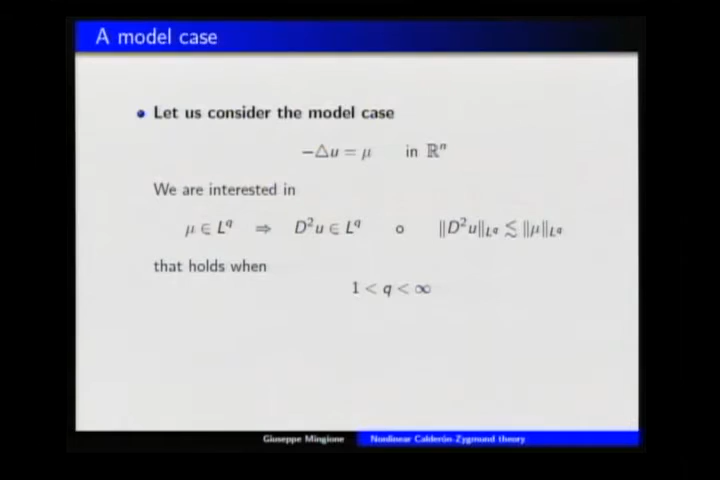 A model case
Let us consider the model case
−△u = μ in ℝⁿ
We are interested in
μ ∈ L^q ⇒ D²u ∈ L^q o ‖D²u‖_{L^q} ≲ ‖μ‖_{L^q}
that holds when
1 < q < ∞
Giuseppe Mingione Nonlinear Calderón-Zygmund theory